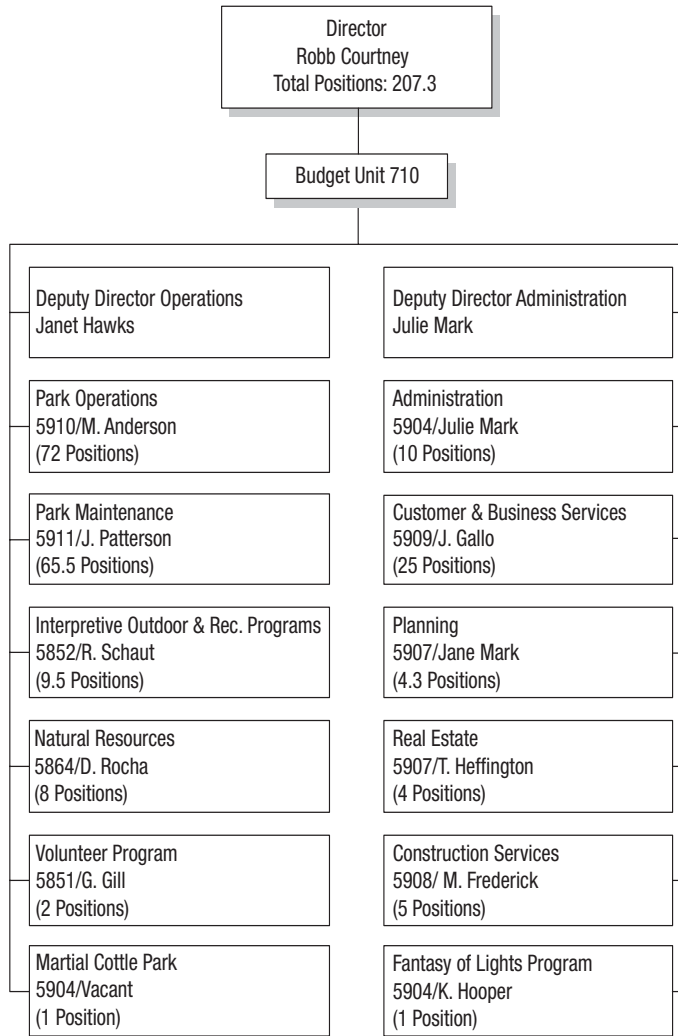 Director
Robb Courtney
Total Positions: 207.3
Budget Unit 710
Deputy Director Operations
Janet Hawks
Park Operations
5910/M. Anderson
(72 Positions)
Park Maintenance
5911/J. Patterson
(65.5 Positions)
Interpretive Outdoor & Rec. Programs
5852/R. Schaut
(9.5 Positions)
Natural Resources
5864/D. Rocha
(8 Positions)
Volunteer Program
5851/G. Gill
(2 Positions)
Martial Cottle Park
5904/Vacant
(1 Position)
Deputy Director Administration
Julie Mark
Administration
5904/Julie Mark
(10 Positions)
Customer & Business Services
5909/J. Gallo
(25 Positions)
Planning
5907/Jane Mark
(4.3 Positions)
Real Estate
5907/T. Heffington
(4 Positions)
Construction Services
5908/ M. Frederick
(5 Positions)
Fantasy of Lights Program
5904/K. Hooper
(1 Position)